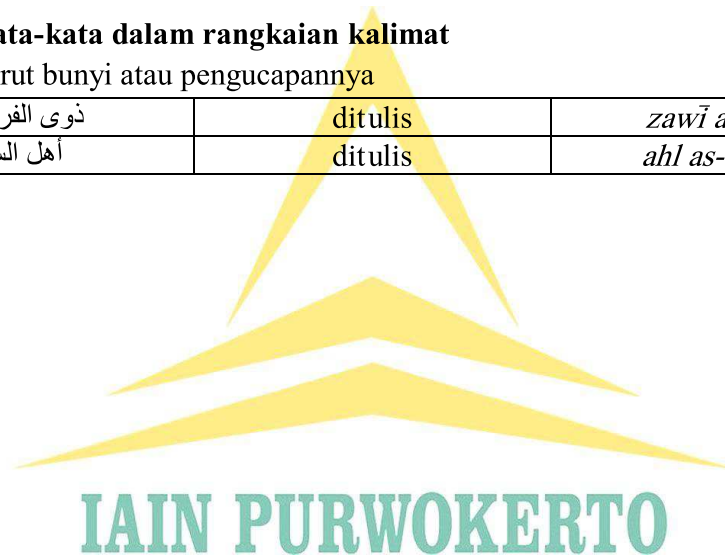 ata-kata dalam rangkaian kalimat
rut bunyi atau pengucapannya
ذوى الفر ditulis zawī a
أهل الس ditulis ahl as-
IAIN PURWOKERTO